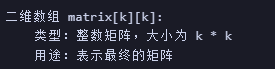 二维数组 matrix[k][k]:
类型：整数矩阵，大小为 k * k
用途：表示最终的矩阵